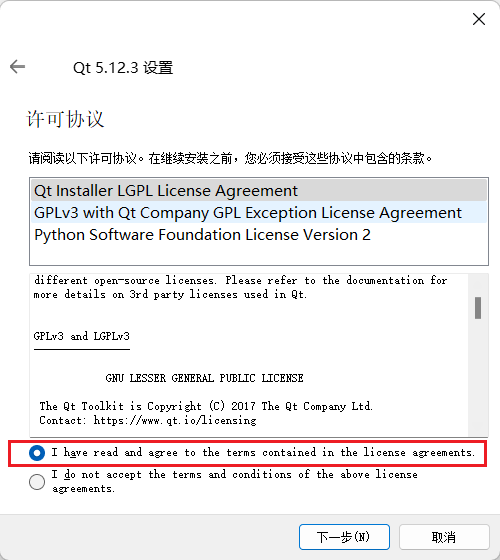 Qt 5.12.3 设置
许可协议
请阅读以下许可协议。在继续安装之前，您必须接受这些协议中包含的条款。
Qt Installer LGPL License Agreement
GPLv3 with Qt Company GPL Exception License Agreement
Python Software Foundation License Version 2
different open-source licenses. Please refer to the documentation for
more details on 3rd party licenses used in Qt.
GPLv3 and LGPLv3
GNU LESSER GENERAL PUBLIC LICENSE
The Qt Toolkit is Copyright (C) 2017 The Qt Company Ltd.
Contact: https://www.qt.io/licensing
I have read and agree to the terms contained in the license agreements.
I do not accept the terms and conditions of the above license
agreements.
下一步(N)
取消